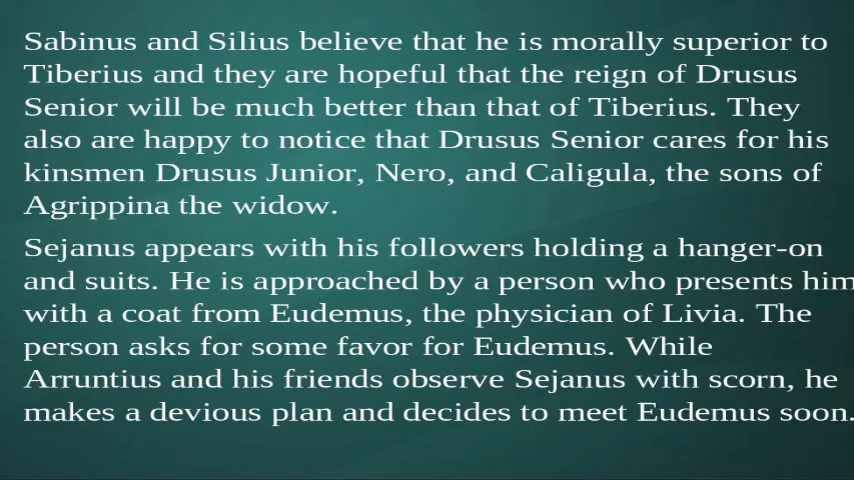 Sabinus and Silius believe that he is morally superior to
Tiberius and they are hopeful that the reign of Drusus
Senior will be much better than that of Tiberius. They
also are happy to notice that Drusus Senior cares for his
kinsmen Drusus Junior, Nero, and Caligula, the sons of
Agrippina the widow.
Sejanus appears with his followers holding a hanger-on
and suits. He is approached by a person who presents him
with a coat from Eudemus, the physician of Livia. The
person asks for some favor for Eudemus. While
Arruntius and his friends observe Sejanus with scorn, he
makes a devious plan and decides to meet Eudemus soon.